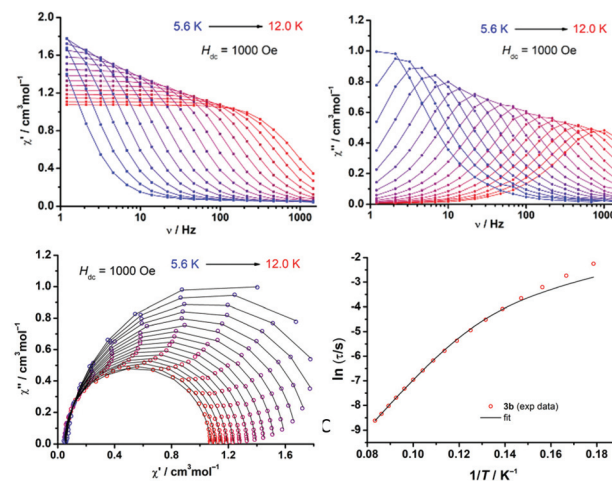 5.6 K 12.0 K
H_dc = 1000 Oe
χ' / cm³mol⁻¹
2.0
1.6
1.2
0.8
0.4
0.0
1 10 100 1000
ν / Hz
5.6 K 12.0 K
H_dc = 1000 Oe
χ'' / cm³mol⁻¹
1.2
1.0
0.8
0.6
0.4
0.2
0.0
1 10 100 1000
ν / Hz
H_dc = 1000 Oe
5.6 K 12.0 K
χ'' / cm³mol⁻¹
1.2
1.0
0.8
0.6
0.4
0.2
0.0
0.0 0.4 0.8 1.2 1.6
χ' / cm³mol⁻¹
ln (τ/s)
-2
-3
-4
-5
-6
-7
-8
-9
3b (exp data)
fit
0.08 0.10 0.12 0.14 0.16 0.18
1/T / K⁻¹